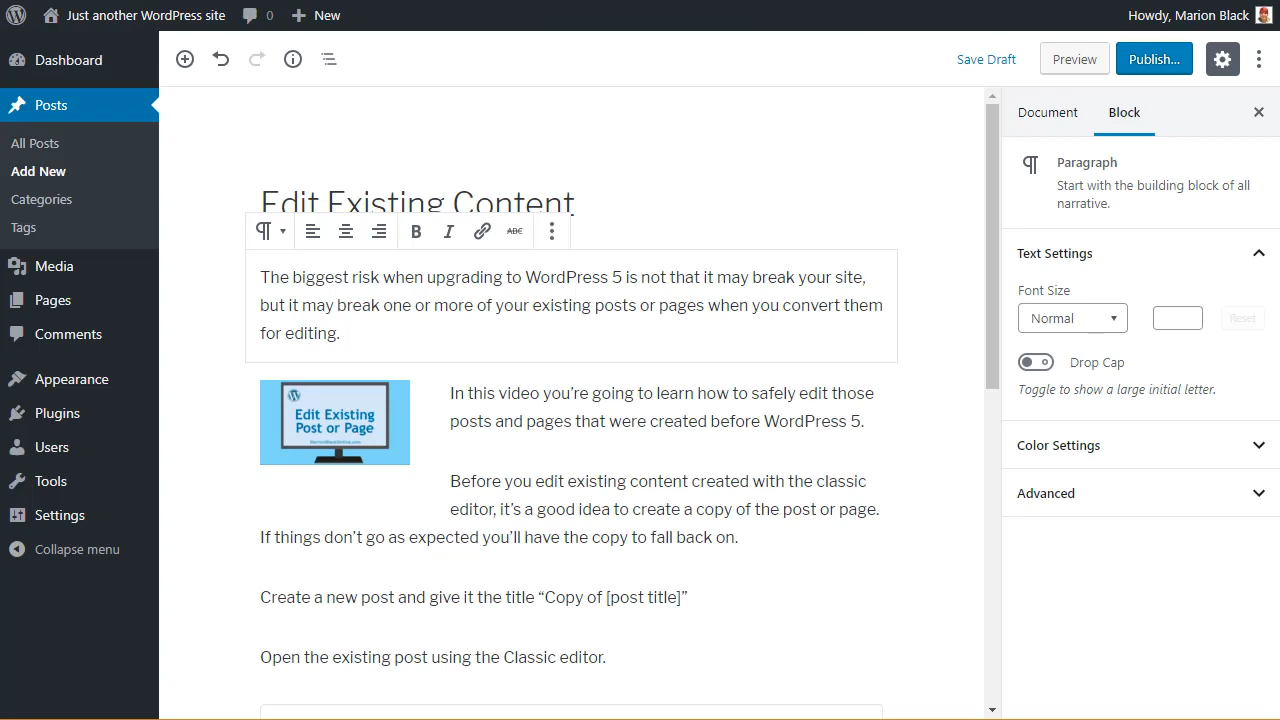 Just another WordPress site 0 New Howdy, Marion Black
Dashboard
Posts
All Posts
Add New
Categories
Tags
Media
Pages
Comments
Appearance
Plugins
Users
Tools
Settings
Collapse menu
Save Draft Preview Publish...
Edit Existing Content
B I ABC
The biggest risk when upgrading to WordPress 5 is not that it may break your site,
but it may break one or more of your existing posts or pages when you convert them
for editing.
Edit Existing
Post or Page
MarionBlackOnline.com
In this video you’re going to learn how to safely edit those
posts and pages that were created before WordPress 5.
Before you edit existing content created with the classic
editor, it’s a good idea to create a copy of the post or page.
If things don’t go as expected you’ll have the copy to fall back on.
Create a new post and give it the title “Copy of [post title]”
Open the existing post using the Classic editor.
Document Block
Paragraph
Start with the building block of all
narrative.
Text Settings
Font Size
Normal Reset
Drop Cap
Toggle to show a large initial letter.
Color Settings
Advanced